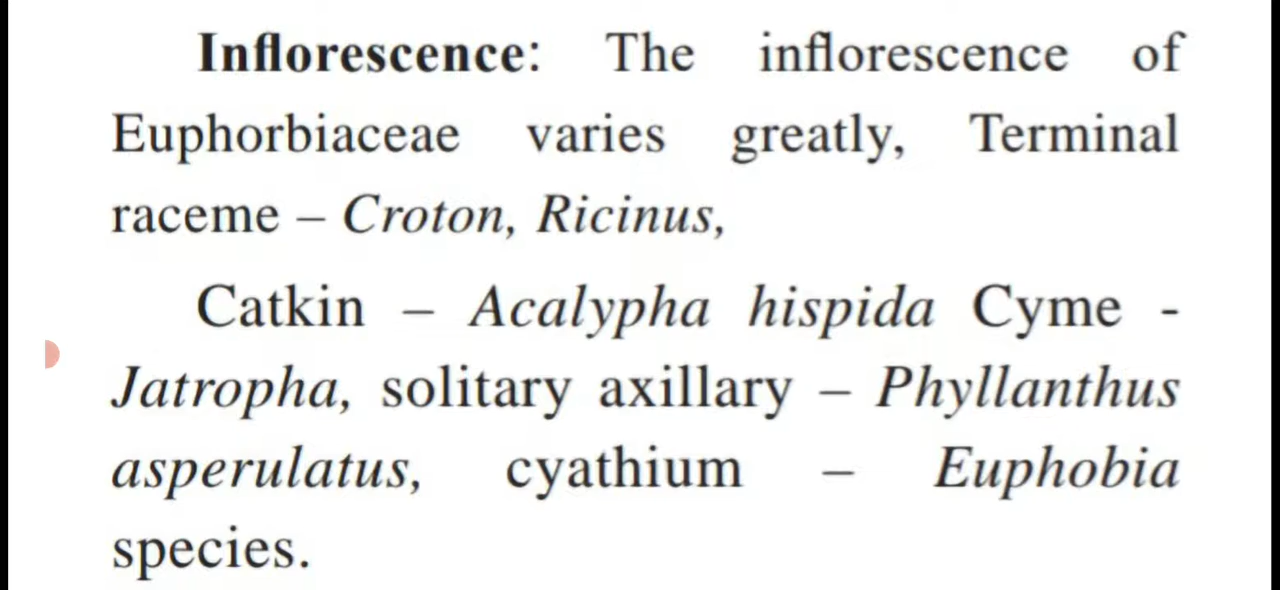 Inflorescence: The inflorescence of
Euphorbiaceae varies greatly, Terminal
raceme – Croton, Ricinus,
Catkin – Acalypha hispida Cyme -
Jatropha, solitary axillary – Phyllanthus
asperulatus, cyathium – Euphobia
species.